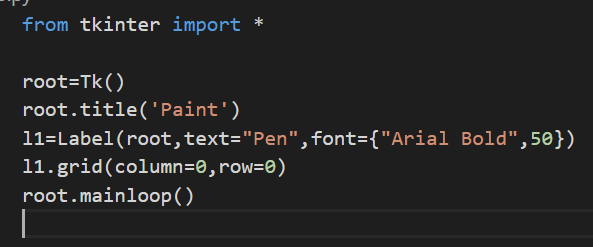 from tkinter import *
root=Tk()
root.title('Paint')
l1=Label(root,text="Pen",font={"Arial Bold",50})
l1.grid(column=0,row=0)
root.mainloop()